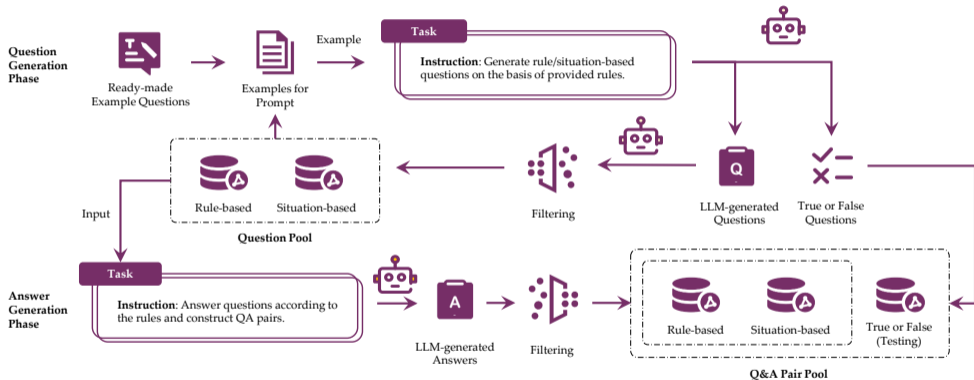 Question
Generation
Phase
Ready-made
Example Questions
Examples for
Prompt
Example
Task
Instruction: Generate rule/situation-based
questions on the basis of provided rules.
Rule-based
Situation-based
Question Pool
Filtering
Q
LLM-generated
Questions
True or False
Questions
Input
Answer
Generation
Phase
Task
Instruction: Answer questions according to
the rules and construct QA pairs.
A
LLM-generated
Answers
Filtering
Rule-based
Situation-based
True or False
(Testing)
Q&A Pair Pool